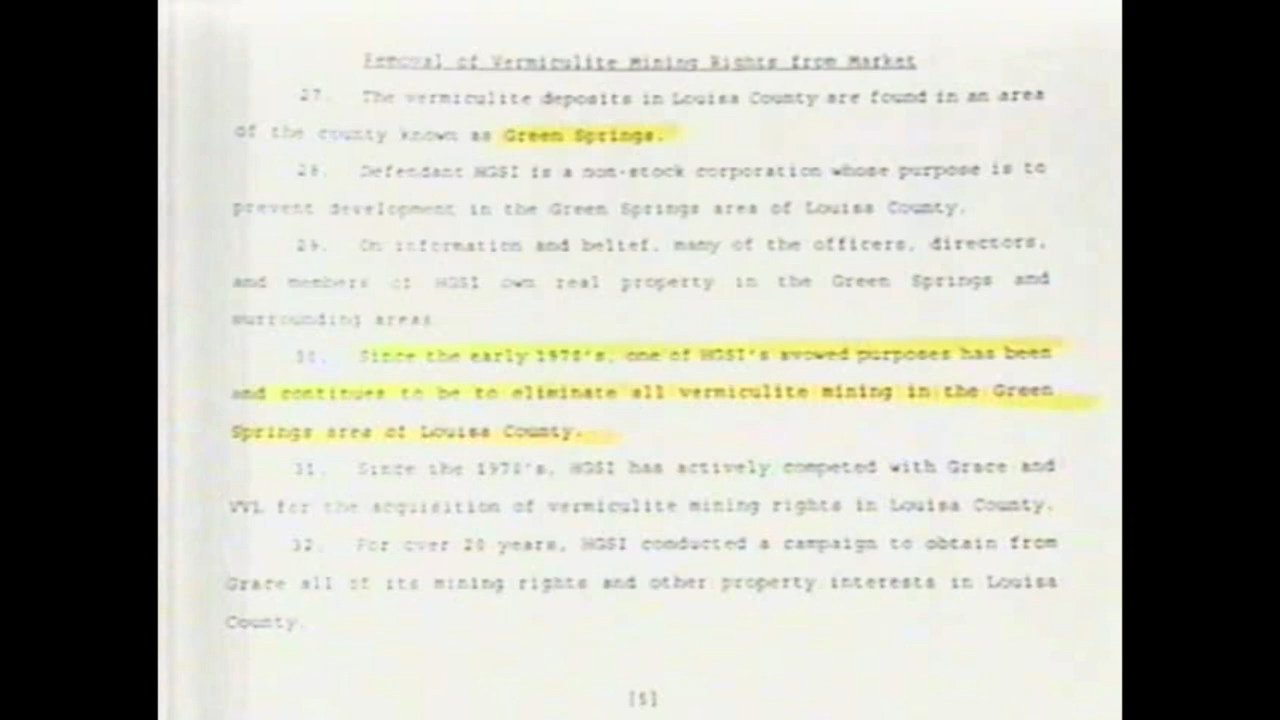 Removal of Vermiculite Mining Rights from Market
27. The vermiculite deposits in Louisa County are found in an area
of the county known as Green Springs.
28. Defendant HGSI is a non-stock corporation whose purpose is to
prevent development in the Green Springs area of Louisa County.
29. On information and belief, many of the officers, directors,
and members of HGSI own real property in the Green Springs and
surrounding areas.
30. Since the early 1970's, one of HGSI's avowed purposes has been
and continues to be to eliminate all vermiculite mining in the Green
Springs area of Louisa County.
31. Since the 1970's, HGSI has actively competed with Grace and
VVL for the acquisition of vermiculite mining rights in Louisa County.
32. For over 20 years, HGSI conducted a campaign to obtain from
Grace all of its mining rights and other property interests in Louisa
County.
[5]